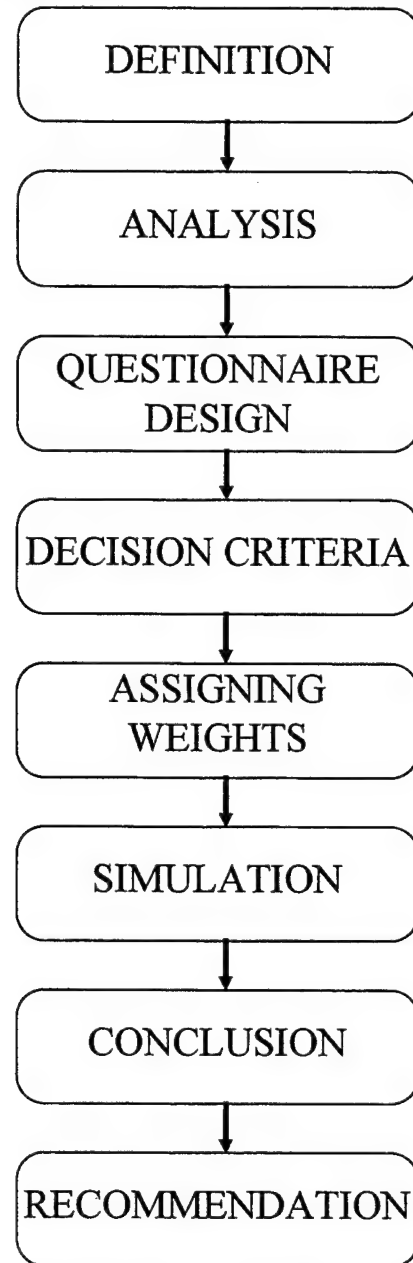 DEFINITION
ANALYSIS
QUESTIONNAIRE
DESIGN
DECISION CRITERIA
ASSIGNING
WEIGHTS
SIMULATION
CONCLUSION
RECOMMENDATION